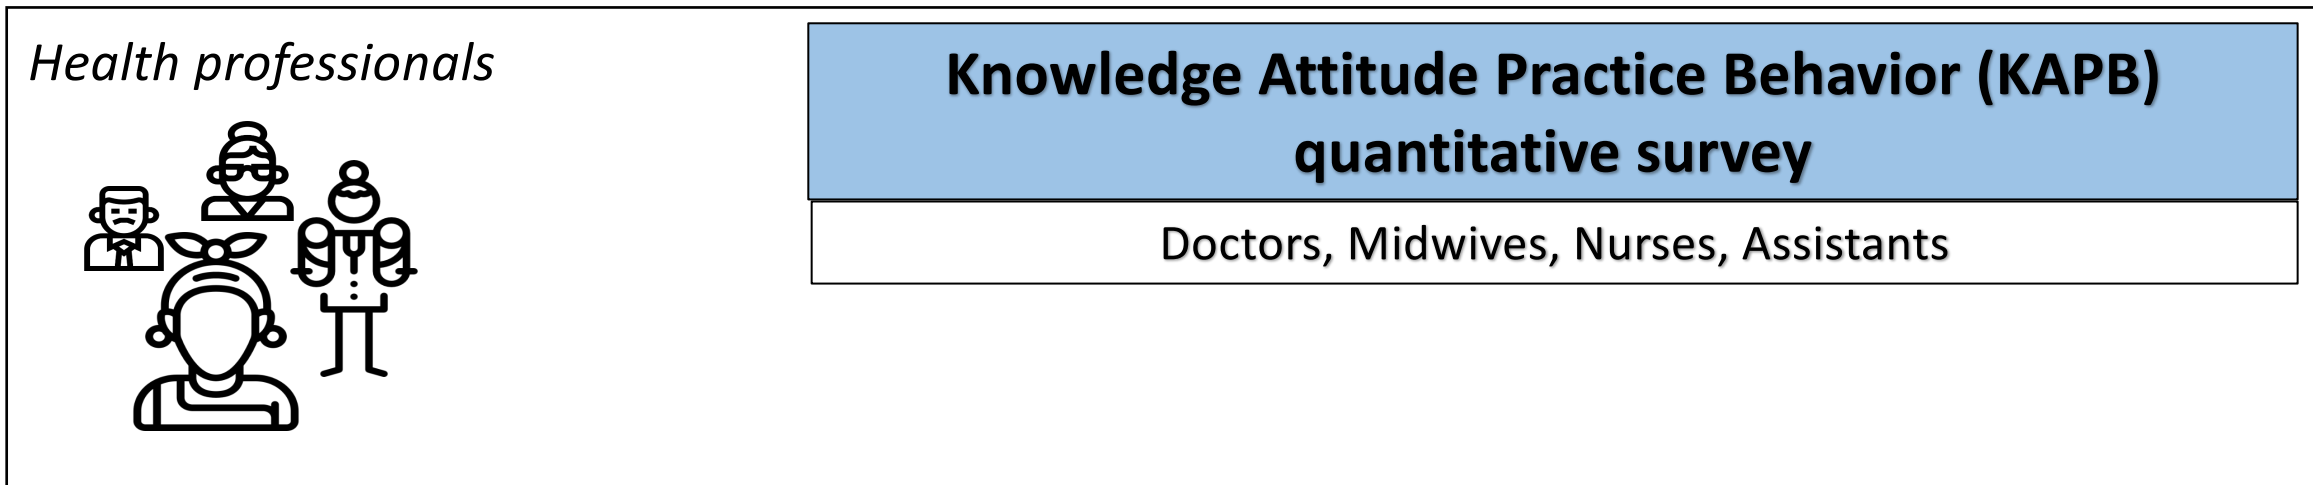 Health professionals
Knowledge Attitude Practice Behavior (KAPB)
quantitative survey
Doctors, Midwives, Nurses, Assistants